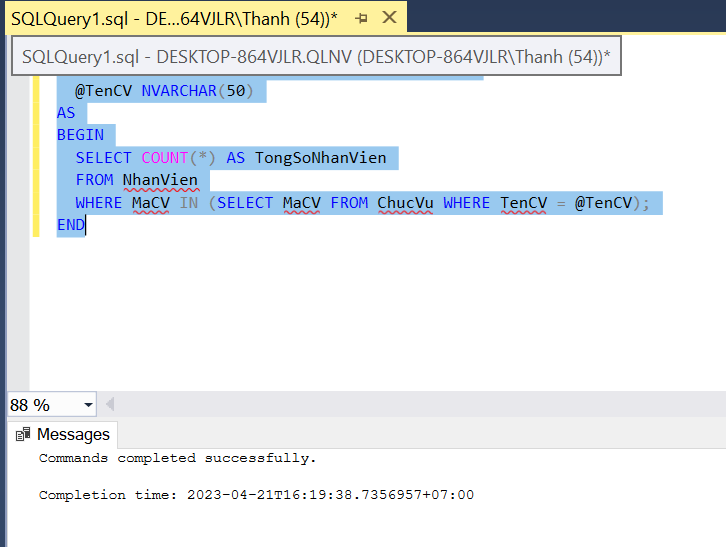 SQLQuery1.sql - DE...64VJLR\Thanh (54))*
SQLQuery1.sql - DESKTOP-864VJLR.QLNV (DESKTOP-864VJLR\Thanh (54))*
@TenCV NVARCHAR(50)
AS
BEGIN
SELECT COUNT(*) AS TongSoNhanVien
FROM NhanVien
WHERE MaCV IN (SELECT MaCV FROM ChucVu WHERE TenCV = @TenCV);
END
88 %
Messages
Commands completed successfully.
Completion time: 2023-04-21T16:19:38.7356957+07:00